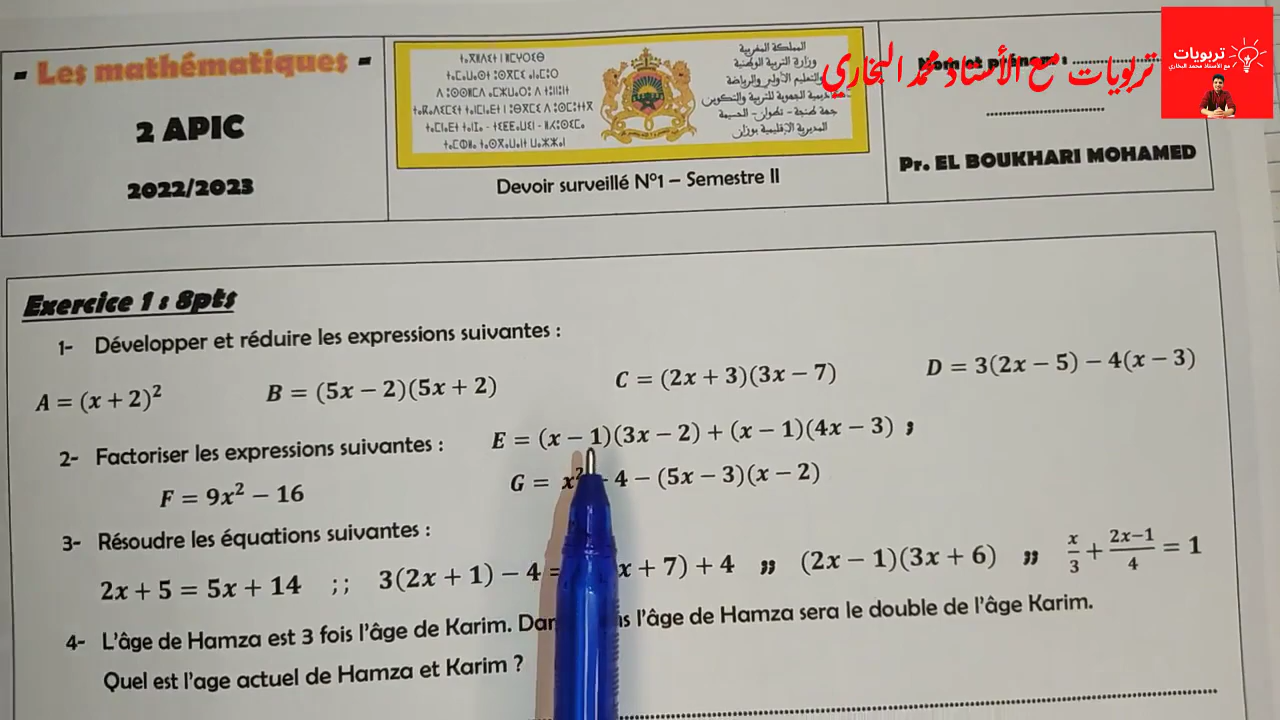 - Les mathématiques -
2 APIC
2022/2023
المملكة المغربية
وزارة التربية الوطنية
والتعليم الأولي والرياضة
جهة طنجة - تطوان - الحسيمة
المديرية الإقليمية بوزان
Devoir surveillé N°1 – Semestre II
Nom et prénom :
Pr. EL BOUKHARI MOHAMED
تربويات مع الأستاذ محمد البخاري
تربويات
مع الأستاذ محمد البخاري
Exercice 1 : 8pts
1- Développer et réduire les expressions suivantes :
A = (x + 2)² B = (5x − 2)(5x + 2) C = (2x + 3)(3x − 7) D = 3(2x − 5) − 4(x − 3)
2- Factoriser les expressions suivantes : E = (x − 1)(3x − 2) + (x − 1)(4x − 3) ,
F = 9x² − 16 G = x² - 4 − (5x − 3)(x − 2)
3- Résoudre les équations suivantes :
2x + 5 = 5x + 14 ; ; 3(2x + 1) − 4 = x + 7) + 4 ,, (2x − 1)(3x + 6) ,, x/3 + (2x−1)/4 = 1
4- L'âge de Hamza est 3 fois l'âge de Karim. l'âge de Hamza sera le double de l'âge Karim.
Quel est l'age actuel de Hamza et Karim ?